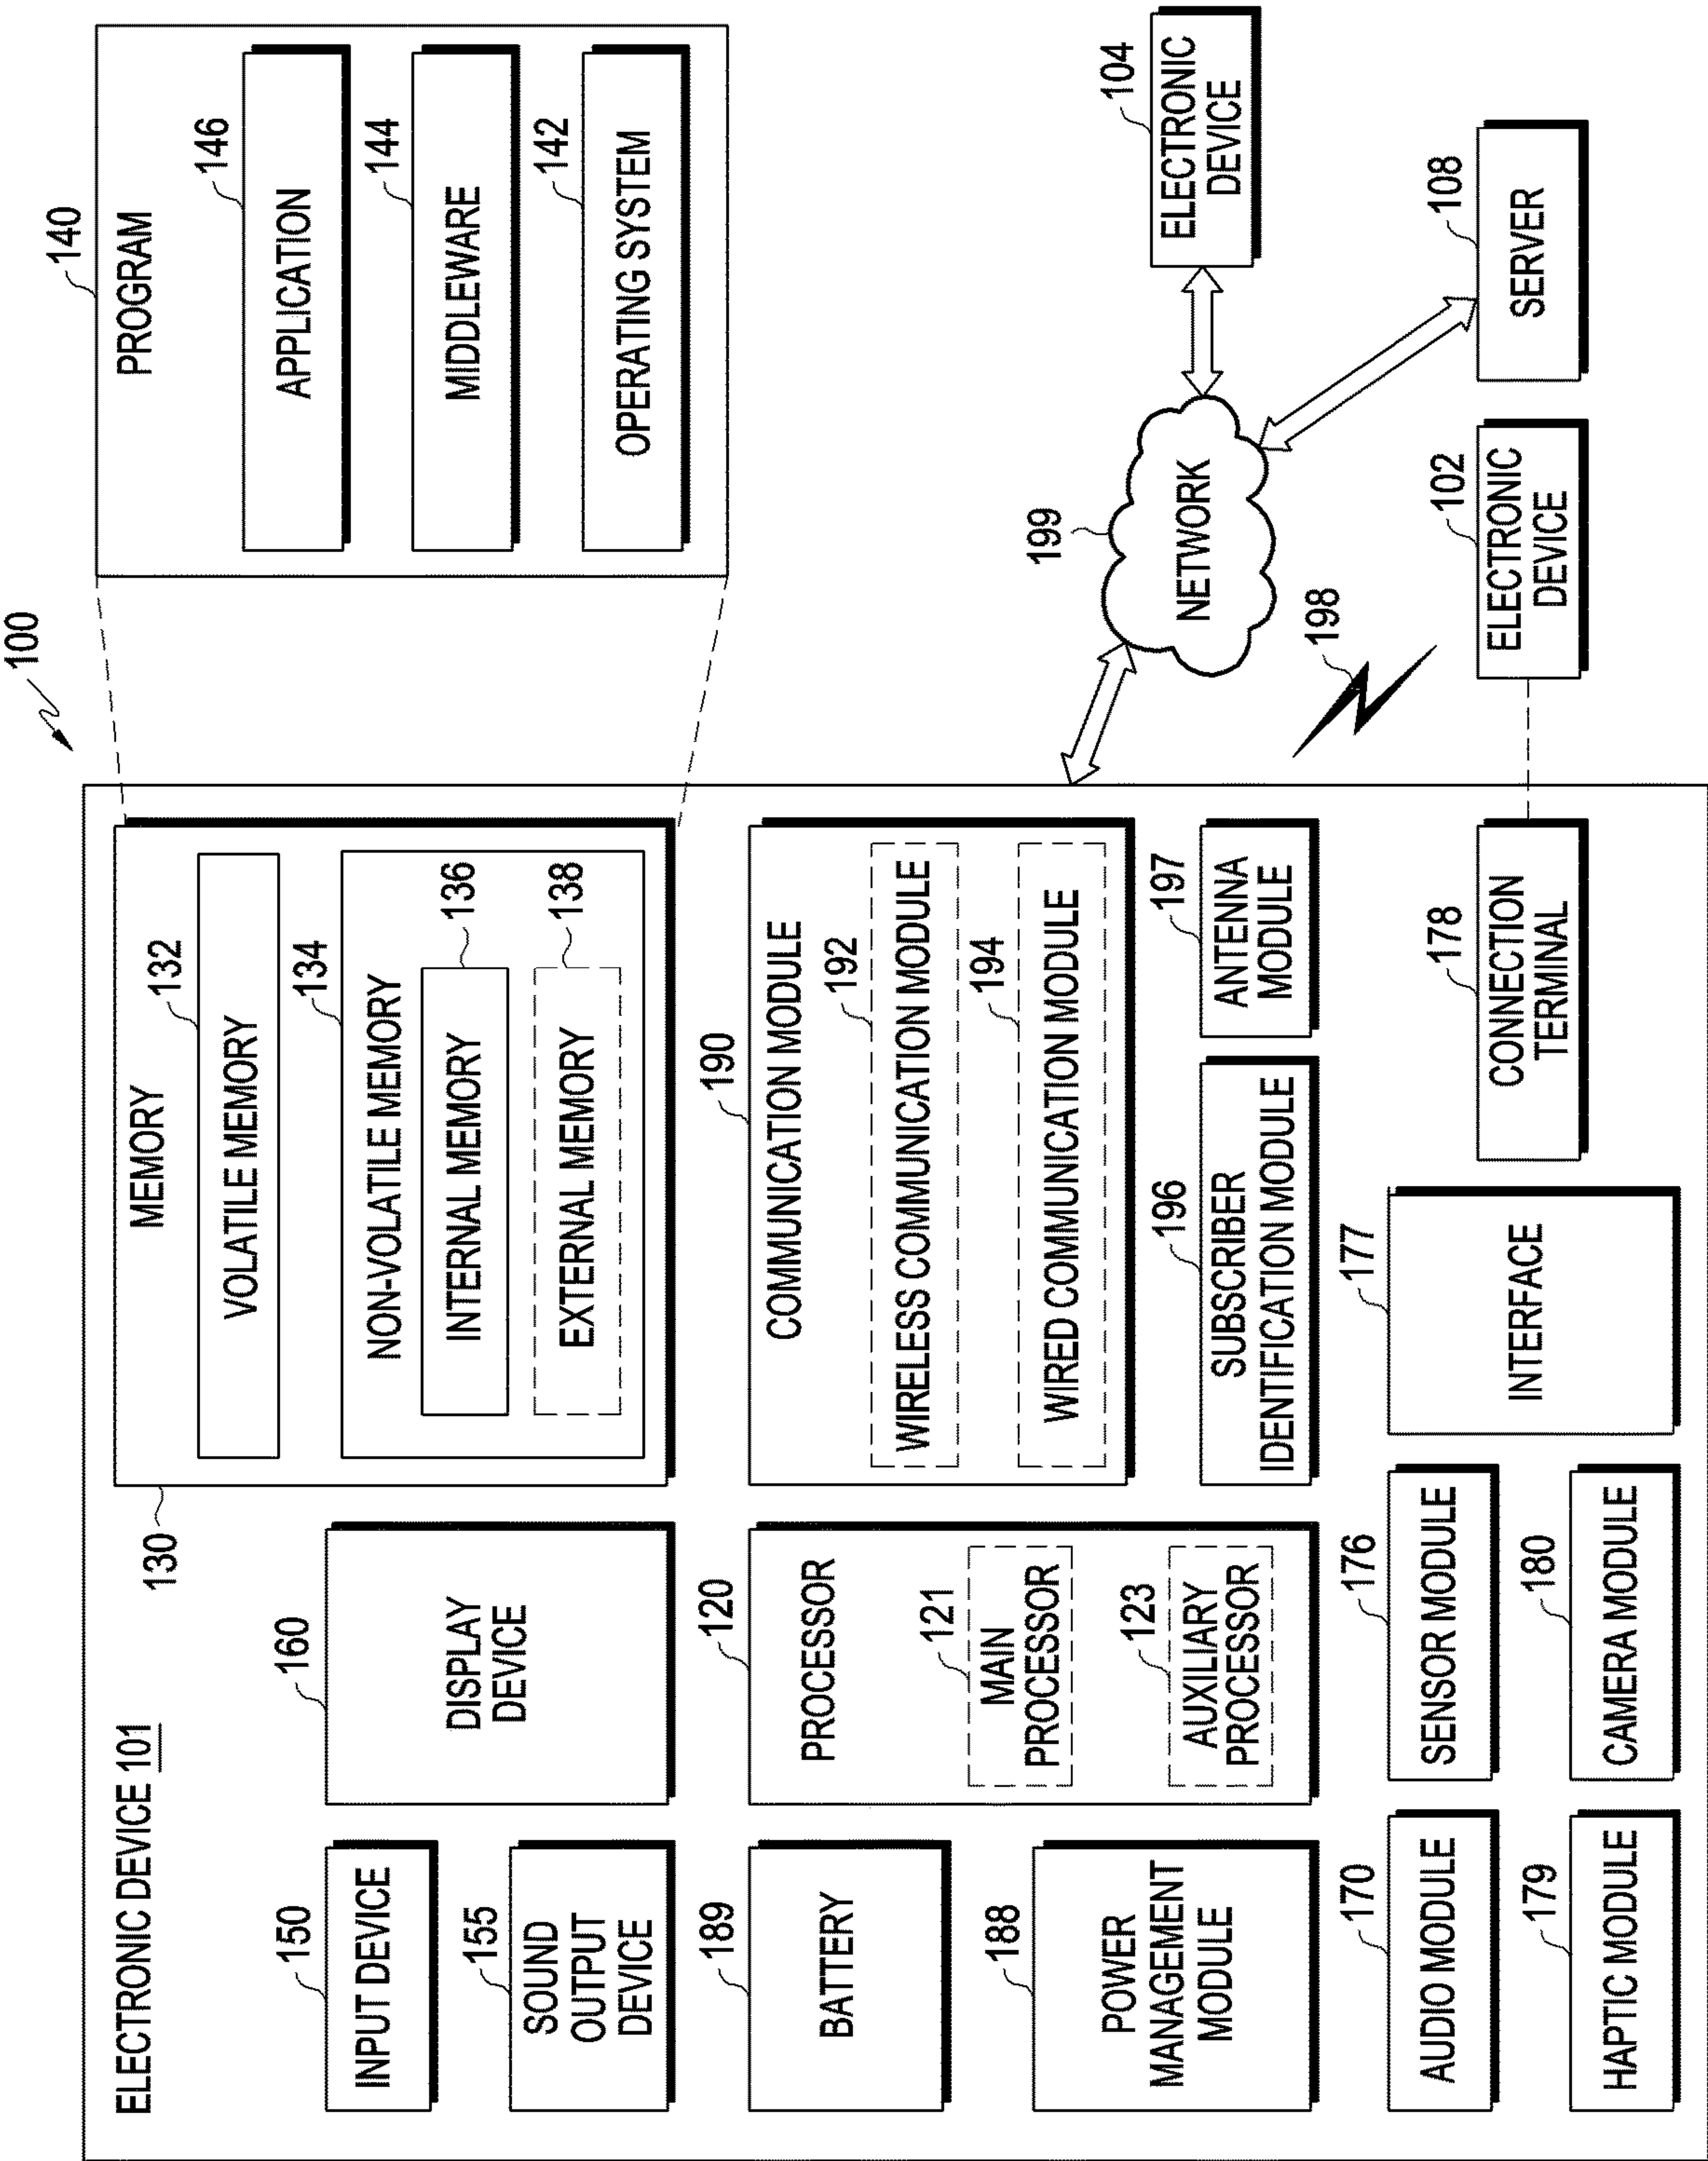 100
ELECTRONIC DEVICE 101
150
INPUT DEVICE
155
SOUND
OUTPUT
DEVICE
160
DISPLAY
DEVICE
130
MEMORY
132
VOLATILE MEMORY
134
NON-VOLATILE MEMORY
136
INTERNAL MEMORY
138
EXTERNAL MEMORY
140
PROGRAM
146
APPLICATION
144
MIDDLEWARE
142
OPERATING SYSTEM
189
BATTERY
188
POWER
MANAGEMENT
MODULE
120
PROCESSOR
121
MAIN
PROCESSOR
123
AUXILIARY
PROCESSOR
190
COMMUNICATION MODULE
192
WIRELESS COMMUNICATION MODULE
194
WIRED COMMUNICATION MODULE
196
SUBSCRIBER
IDENTIFICATION MODULE
197
ANTENNA
MODULE
170
AUDIO MODULE
176
SENSOR MODULE
177
INTERFACE
178
CONNECTION
TERMINAL
179
HAPTIC MODULE
180
CAMERA MODULE
199
NETWORK
198
104
ELECTRONIC
DEVICE
102
ELECTRONIC
DEVICE
108
SERVER